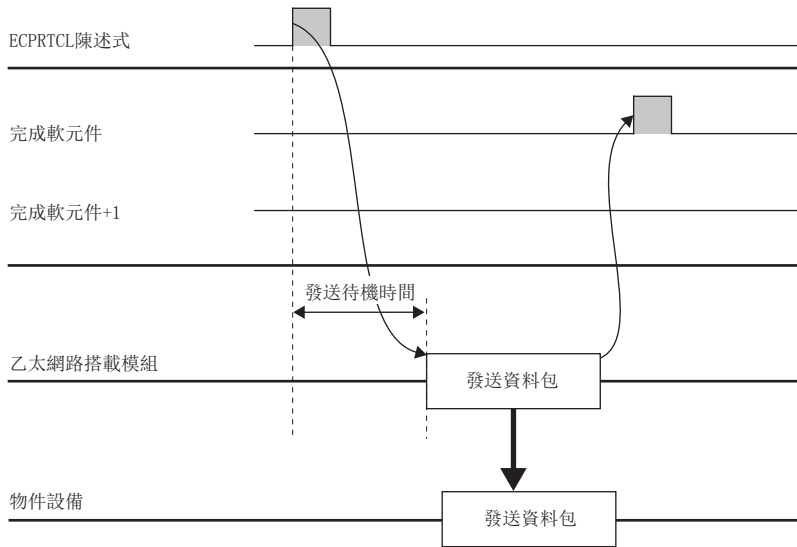 ECPRTCL陳述式
完成軟元件
完成軟元件+1
發送待機時間
乙太網路搭載模組
發送資料包
物件設備
發送資料包